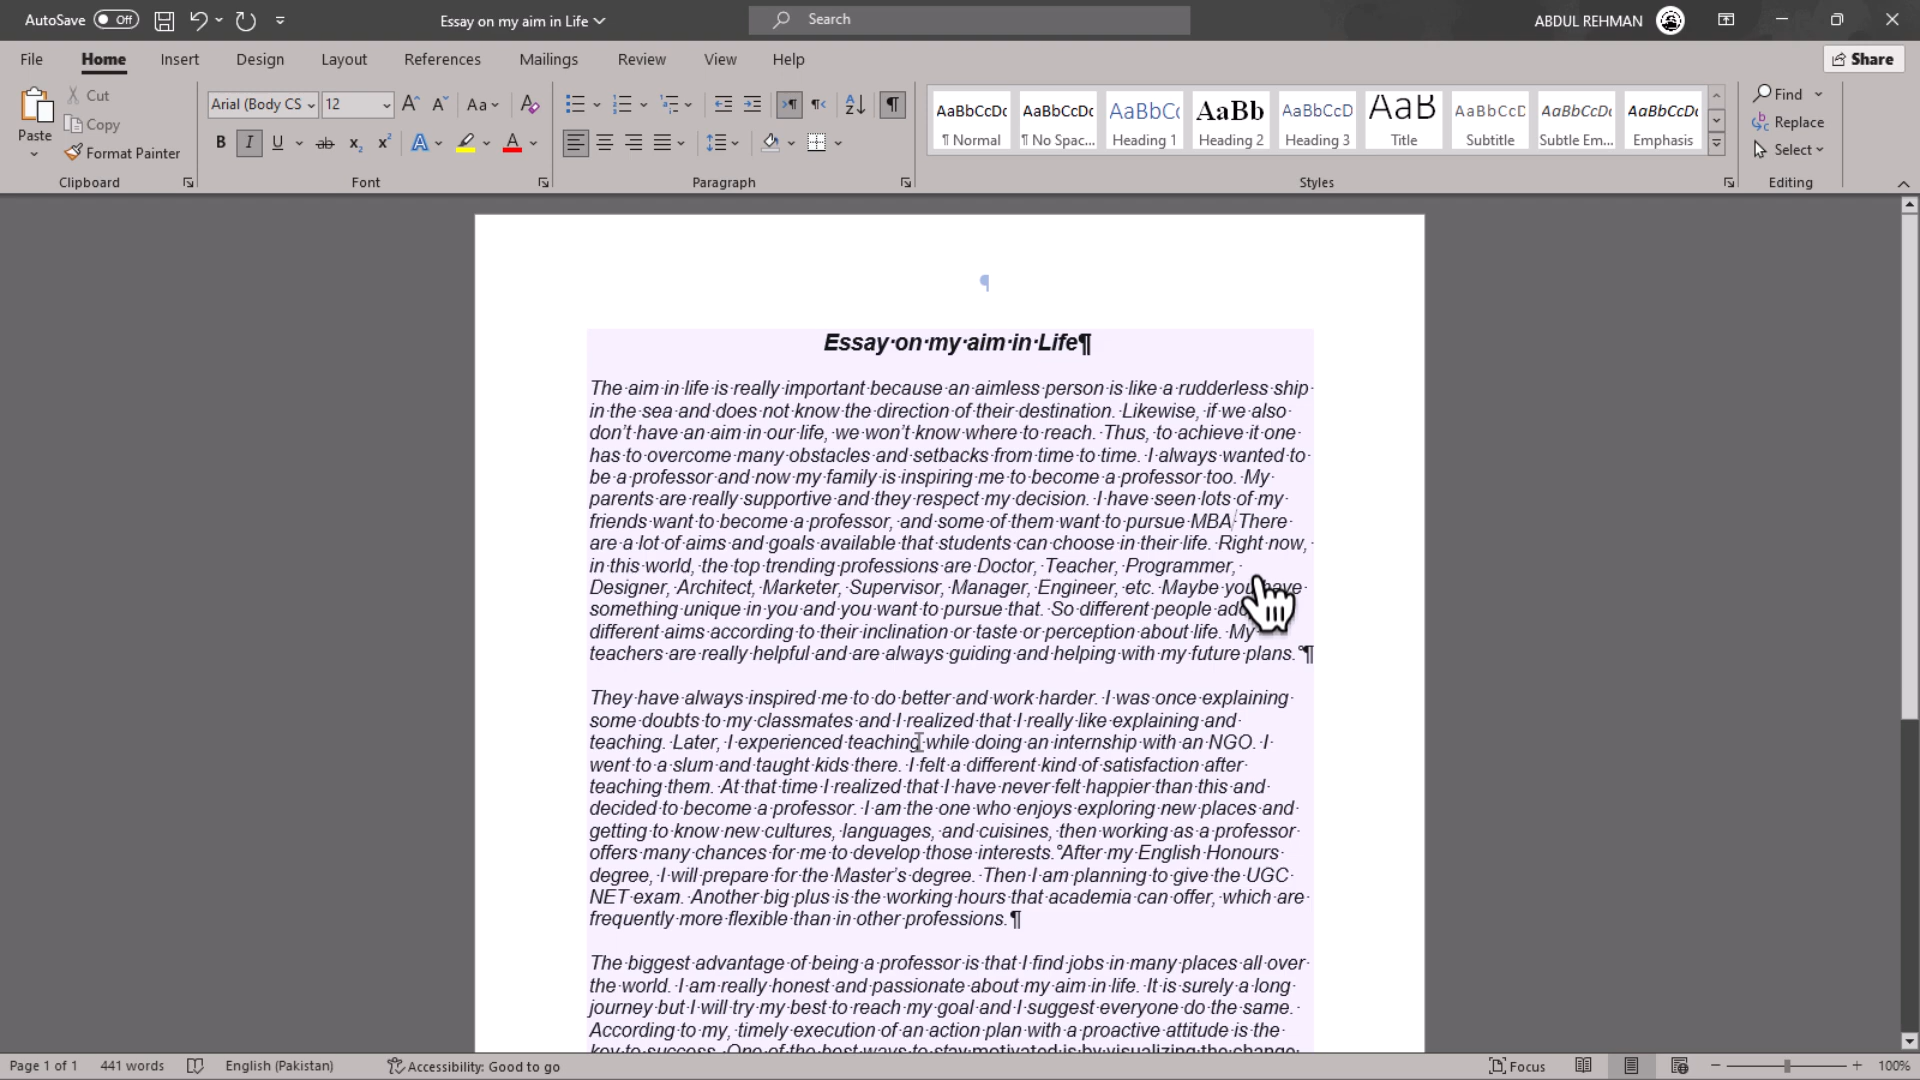 AutoSave Off Essay on my aim in Life Search ABDUL REHMAN
File Home Insert Design Layout References Mailings Review View Help Share
Paste Cut Copy Format Painter
Arial (Body CS 12 Aa
B I U ab x₂ x² A A
AaBbCcDc AaBbCcDc AaBbCc AaBb AaBbCcD AaB AaBbCcD AaBbCcDc AaBbCcDc
¶ Normal ¶ No Spac... Heading 1 Heading 2 Heading 3 Title Subtitle Subtle Em... Emphasis
Find
Replace
Select
Clipboard Font Paragraph Styles Editing
¶
Essay·on·my·aim·in·Life¶
The·aim·in·life·is·really·important·because·an·aimless·person·is·like·a·rudderless·ship·
in·the·sea·and·does·not·know·the·direction·of·their·destination.·Likewise,·if·we·also·
don't·have·an·aim·in·our·life,·we·won't·know·where·to·reach.·Thus,·to·achieve·it·one·
has·to·overcome·many·obstacles·and·setbacks·from·time·to·time.·I·always·wanted·to·
be·a·professor·and·now·my·family·is·inspiring·me·to·become·a·professor·too.·My·
parents·are·really·supportive·and·they·respect·my·decision.·I·have·seen·lots·of·my·
friends·want·to·become·a·professor,·and·some·of·them·want·to·pursue·MBA There·
are·a·lot·of·aims·and·goals·available·that·students·can·choose·in·their·life.·Right·now,·
in·this·world,·the·top·trending·professions·are·Doctor,·Teacher,·Programmer,·
Designer,·Architect,·Marketer,·Supervisor,·Manager,·Engineer,·etc.·Maybe·you·have·
something·unique·in·you·and·you·want·to·pursue·that.·So·different·people·
different·aims·according·to·their·inclination·or·taste·or·perception·about·life.·My·
teachers·are·really·helpful·and·are·always·guiding·and·helping·with·my·future·plans.°¶
They·have·always·inspired·me·to·do·better·and·work·harder.·I·was·once·explaining·
some·doubts·to·my·classmates·and·I·realized·that·I·really·like·explaining·and·
teaching.·Later,·I·experienced·teaching·while·doing·an·internship·with·an·NGO.·I·
went·to·a·slum·and·taught·kids·there.·I·felt·a·different·kind·of·satisfaction·after·
teaching·them.·At·that·time·I·realized·that·I·have·never·felt·happier·than·this·and·
decided·to·become·a·professor.·I·am·the·one·who·enjoys·exploring·new·places·and·
getting·to·know·new·cultures,·languages,·and·cuisines,·then·working·as·a·professor·
offers·many·chances·for·me·to·develop·those·interests.°After·my·English·Honours·
degree,·I·will·prepare·for·the·Master's·degree.·Then·I·am·planning·to·give·the·UGC·
NET·exam.·Another·big·plus·is·the·working·hours·that·academia·can·offer,·which·are·
frequently·more·flexible·than·in·other·professions.¶
The·biggest·advantage·of·being·a·professor·is·that·I·find·jobs·in·many·places·all·over·
the·world.·I·am·really·honest·and·passionate·about·my·aim·in·life.·It·is·surely·a·long·
journey·but·I·will·try·my·best·to·reach·my·goal·and·I·suggest·everyone·do·the·same.·
According·to·my,·timely·execution·of·an·action·plan·with·a·proactive·attitude·is·the·
key·to·success.·One·of·the·best·ways·to·stay·motivated·is·by·visualizing·the·change·
Page 1 of 1 441 words English (Pakistan) Accessibility: Good to go Focus 100%